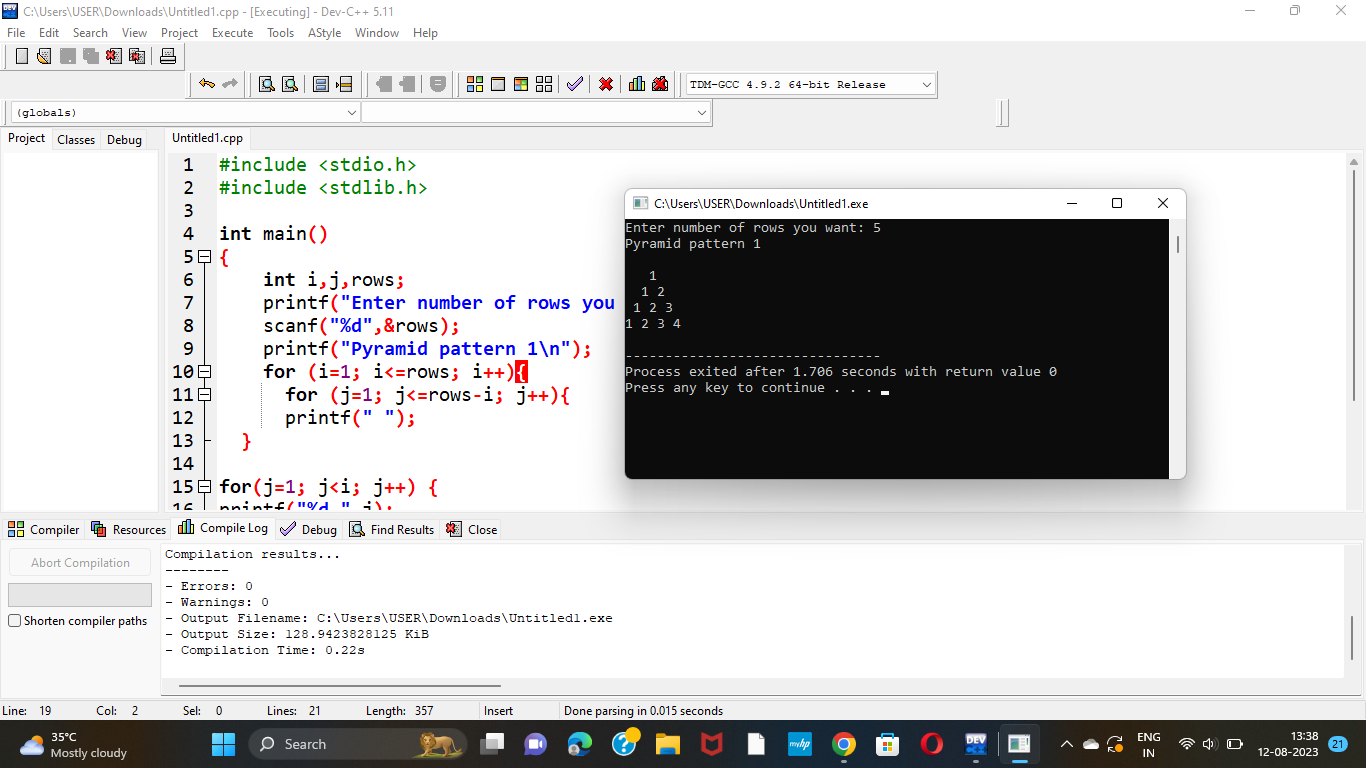 C:\Users\USER\Downloads\Untitled1.cpp - [Executing] - Dev-C++ 5.11
File Edit Search View Project Execute Tools AStyle Window Help
TDM-GCC 4.9.2 64-bit Release
(globals)
Project Classes Debug
Untitled1.cpp
1 #include <stdio.h>
2 #include <stdlib.h>
3
4 int main()
5 {
6 int i,j,rows;
7 printf("Enter number of rows you
8 scanf("%d",&rows);
9 printf("Pyramid pattern 1\n");
10 for (i=1; i<=rows; i++){
11 for (j=1; j<=rows-i; j++){
12 printf(" ");
13 }
14
15 for(j=1; j<i; j++) {
16 printf("%d ",j);
C:\Users\USER\Downloads\Untitled1.exe
Enter number of rows you want: 5
Pyramid pattern 1
1
1 2
1 2 3
1 2 3 4
--------------------------------
Process exited after 1.706 seconds with return value 0
Press any key to continue . . .
Compiler Resources Compile Log Debug Find Results Close
Abort Compilation
Shorten compiler paths
Compilation results...
--------
- Errors: 0
- Warnings: 0
- Output Filename: C:\Users\USER\Downloads\Untitled1.exe
- Output Size: 128.9423828125 KiB
- Compilation Time: 0.22s
Line: 19 Col: 2 Sel: 0 Lines: 21 Length: 357 Insert Done parsing in 0.015 seconds
35°C
Mostly cloudy
Search
myhp
DEV
ENG
IN
13:38
12-08-2023
21